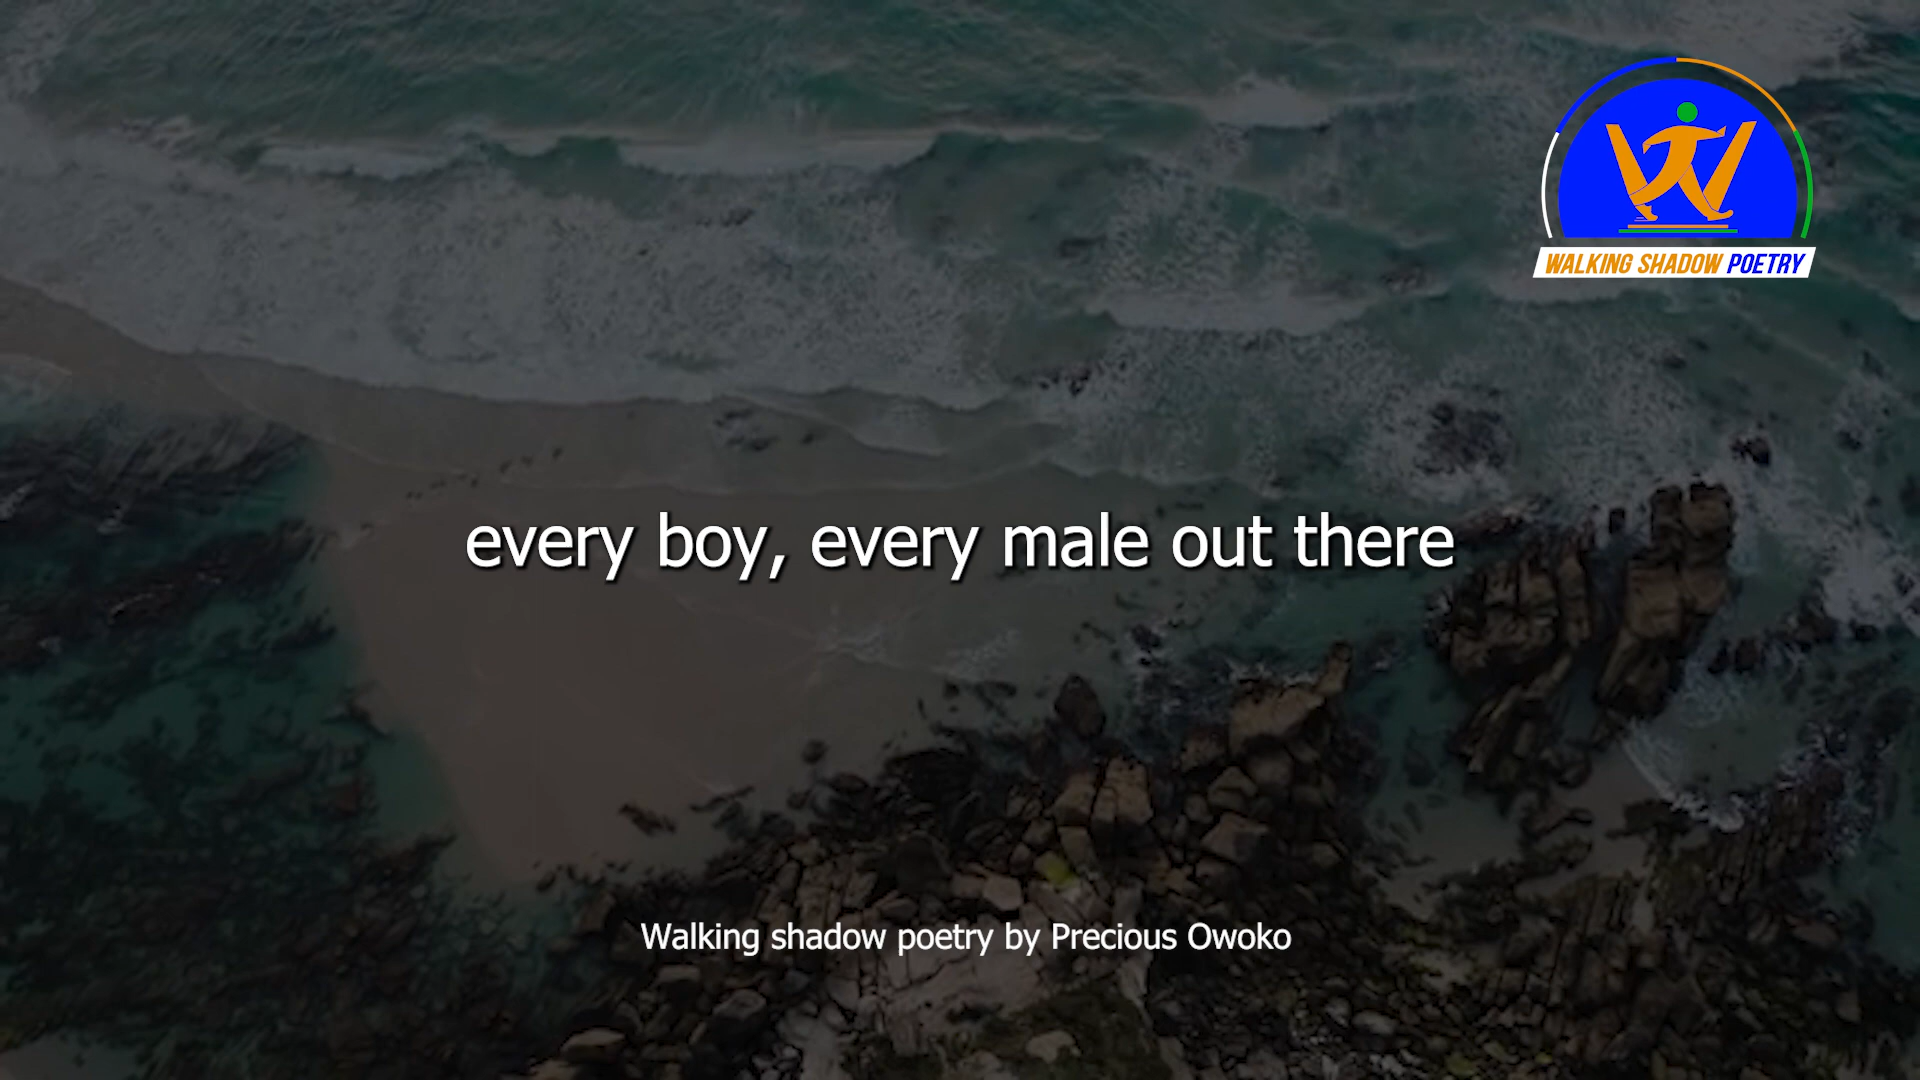 WALKING SHADOW POETRY
every boy, every male out there
Walking shadow poetry by Precious Owoko